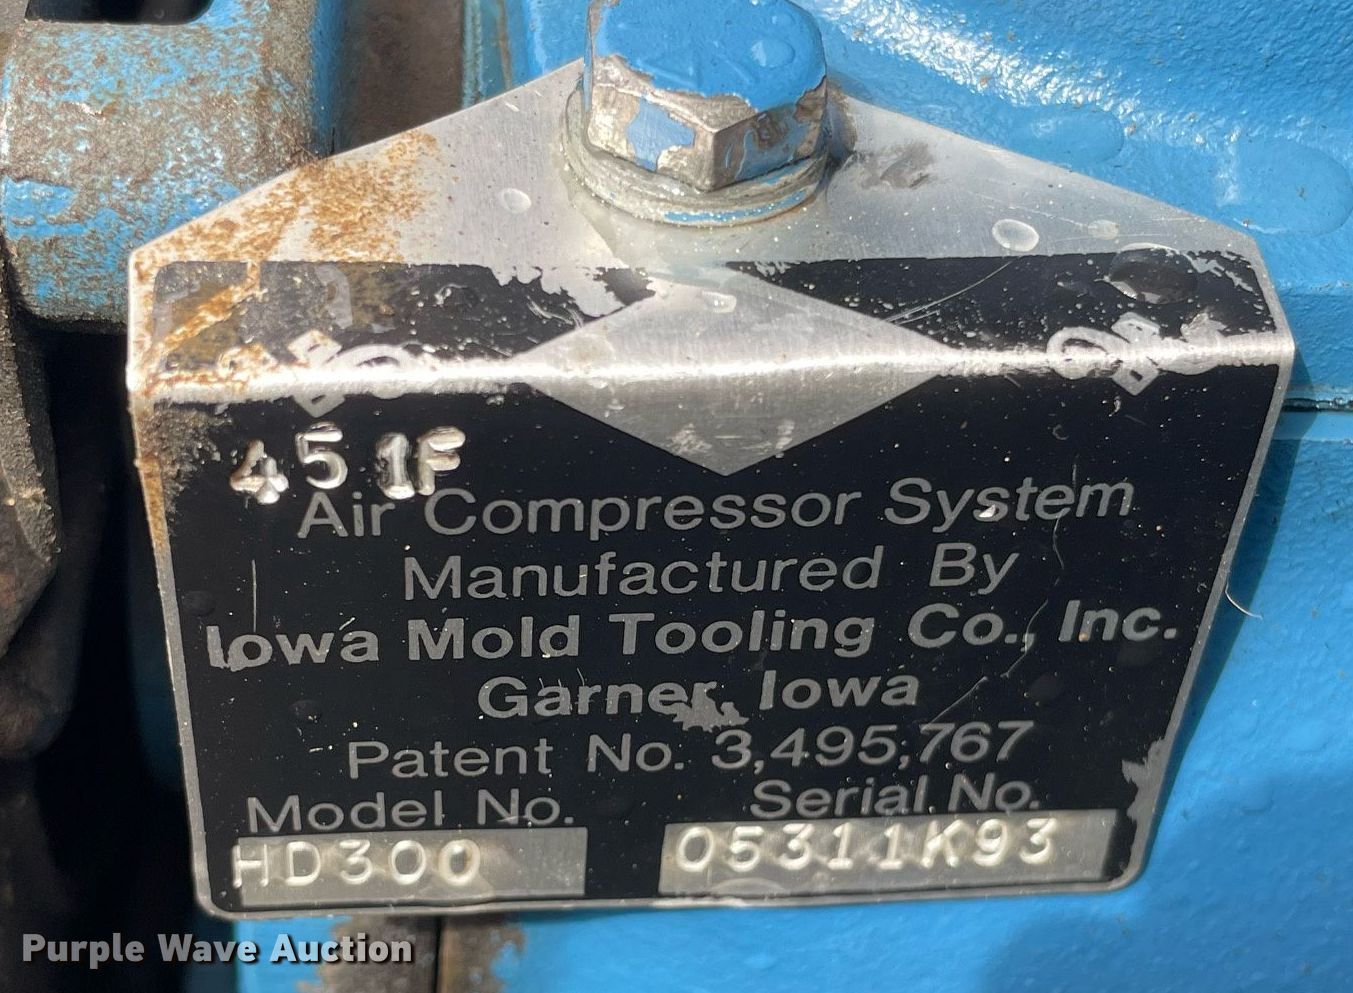 451F
Air Compressor System
Manufactured By
Iowa Mold Tooling Co., Inc.
Garner, Iowa
Patent No. 3,495,767
Model No. Serial No.
HD300 05311K93
Purple Wave Auction